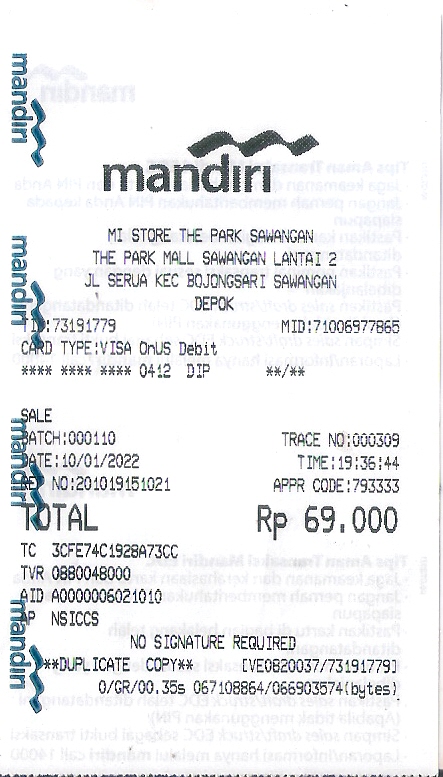 mandiri
MI STORE THE PARK SAWANGAN
THE PARK MALL SAWANGAN LANTAI 2
JL SERUA KEC BOJONGSARI SAWANGAN
DEPOK
TID:73191779 MID:71006977865
CARD TYPE:VISA OnUS Debit
**** **** **** 0412 DIP **/**
SALE
BATCH:000110 TRACE NO:000309
DATE:10/01/2022 TIME:19:36:44
REF NO:201019151021 APPR CODE:793333
TOTAL Rp 69.000
TC 3CFE74C1928A73CC
TVR 0880048000
AID A0000006021010
AP NSICCS
NO SIGNATURE REQUIRED
**DUPLICATE COPY** [VE0820037/73191779]
0/GR/00.35s 067108864/066903574(bytes)
mandiri
mandiri
mandiri
mandiri